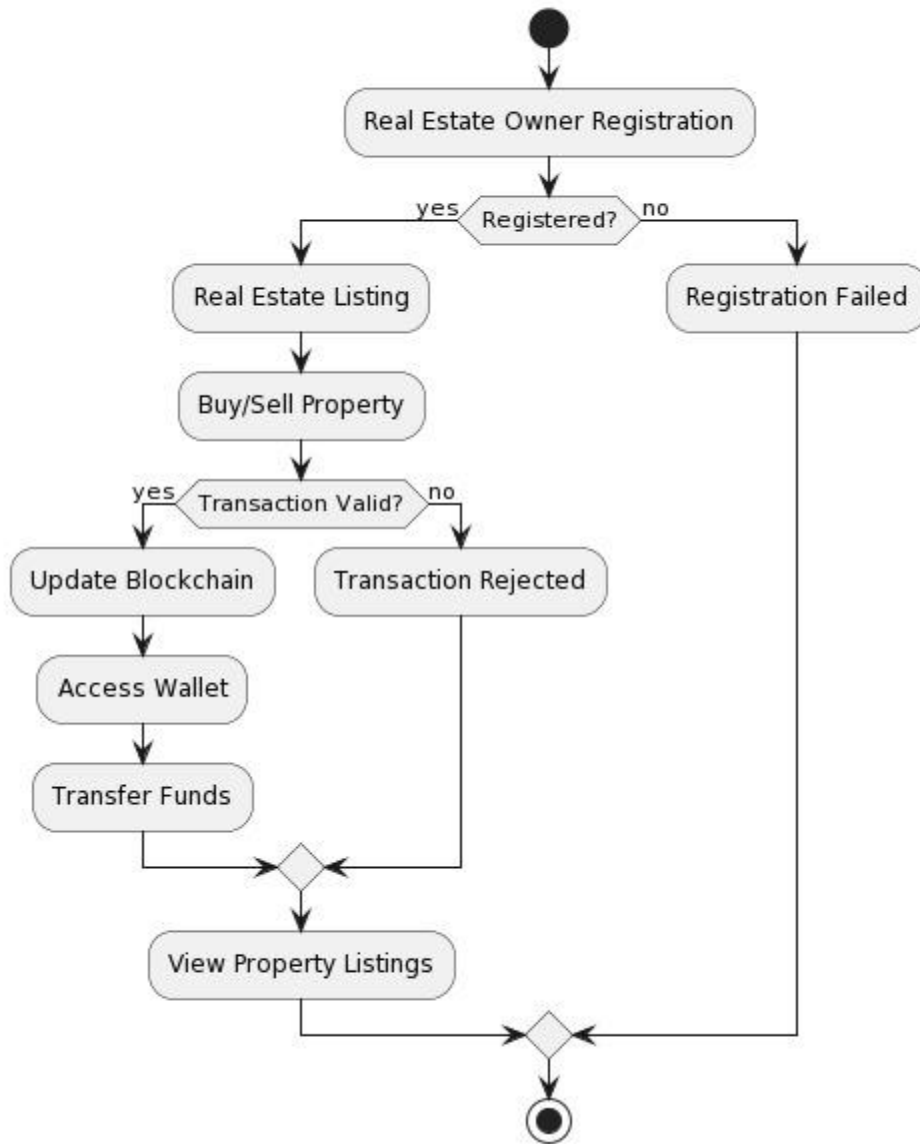 Real Estate Owner Registration
yes
Registered?
no
Real Estate Listing
Registration Failed
Buy/Sell Property
yes
Transaction Valid?
no
Update Blockchain
Transaction Rejected
Access Wallet
Transfer Funds
View Property Listings